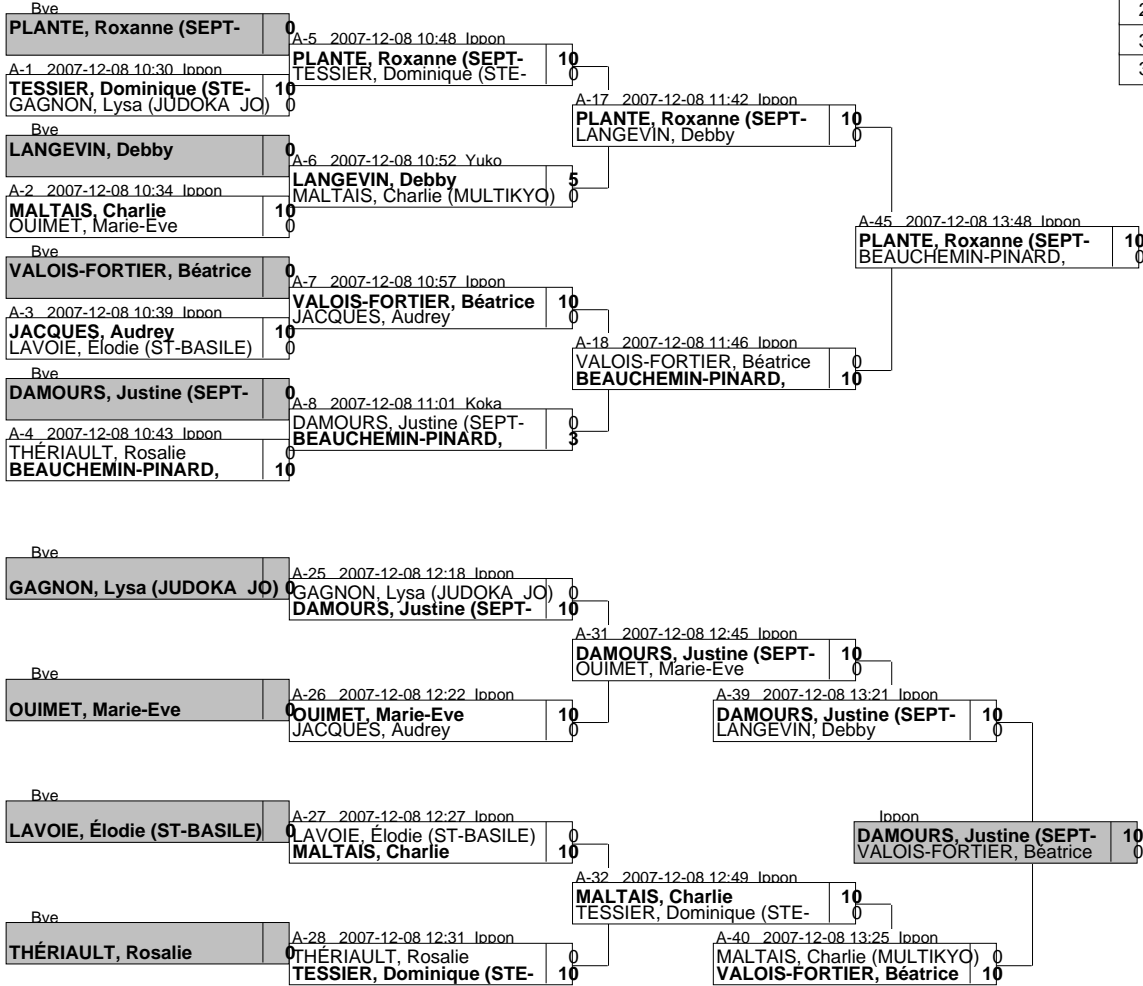 Bye
PLANTE, Roxanne (SEPT- 0
A-1 2007-12-08 10:30 Ippon
TESSIER, Dominique (STE- 10
GAGNON, Lysa (JUDOKA JO) 0
Bye
LANGEVIN, Debby 0
A-2 2007-12-08 10:34 Ippon
MALTAIS, Charlie 10
OUIMET, Marie-Eve 0
Bye
VALOIS-FORTIER, Béatrice 0
A-3 2007-12-08 10:39 Ippon
JACQUES, Audrey 10
LAVOIE, Élodie (ST-BASILE) 0
Bye
DAMOURS, Justine (SEPT- 0
A-4 2007-12-08 10:43 Ippon
THÉRIAULT, Rosalie 0
BEAUCHEMIN-PINARD, 10
A-5 2007-12-08 10:48 Ippon
PLANTE, Roxanne (SEPT- 10
TESSIER, Dominique (STE- 0
A-6 2007-12-08 10:52 Yuko
LANGEVIN, Debby 5
MALTAIS, Charlie (MULTIKYO) 0
A-7 2007-12-08 10:57 Ippon
VALOIS-FORTIER, Béatrice 10
JACQUES, Audrey 0
A-8 2007-12-08 11:01 Koka
DAMOURS, Justine (SEPT- 0
BEAUCHEMIN-PINARD, 3
A-17 2007-12-08 11:42 Ippon
PLANTE, Roxanne (SEPT- 10
LANGEVIN, Debby 0
A-18 2007-12-08 11:46 Ippon
VALOIS-FORTIER, Béatrice 0
BEAUCHEMIN-PINARD, 10
A-45 2007-12-08 13:48 Ippon
PLANTE, Roxanne (SEPT- 10
BEAUCHEMIN-PINARD, 0
2
3
3
Bye
GAGNON, Lysa (JUDOKA JO) 0
Bye
OUIMET, Marie-Eve 0
Bye
LAVOIE, Élodie (ST-BASILE) 0
Bye
THÉRIAULT, Rosalie 0
A-25 2007-12-08 12:18 Ippon
GAGNON, Lysa (JUDOKA JO) 0
DAMOURS, Justine (SEPT- 10
A-26 2007-12-08 12:22 Ippon
OUIMET, Marie-Eve 10
JACQUES, Audrey 0
A-27 2007-12-08 12:27 Ippon
LAVOIE, Élodie (ST-BASILE) 0
MALTAIS, Charlie 10
A-28 2007-12-08 12:31 Ippon
THÉRIAULT, Rosalie 0
TESSIER, Dominique (STE- 10
A-31 2007-12-08 12:45 Ippon
DAMOURS, Justine (SEPT- 10
OUIMET, Marie-Eve 0
A-32 2007-12-08 12:49 Ippon
MALTAIS, Charlie 10
TESSIER, Dominique (STE- 0
A-39 2007-12-08 13:21 Ippon
DAMOURS, Justine (SEPT- 10
LANGEVIN, Debby 0
A-40 2007-12-08 13:25 Ippon
MALTAIS, Charlie (MULTIKYO) 0
VALOIS-FORTIER, Béatrice 10
Ippon
DAMOURS, Justine (SEPT- 10
VALOIS-FORTIER, Béatrice 0